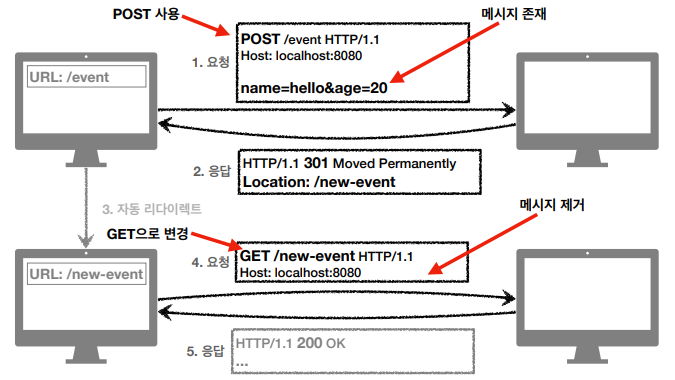 POST 사용
메시지 존재
URL: /event
1. 요청
POST /event HTTP/1.1
Host: localhost:8080
name=hello&age=20
2. 응답
HTTP/1.1 301 Moved Permanently
Location: /new-event
3. 자동 리다이렉트
GET으로 변경
메시지 제거
URL: /new-event
4. 요청
GET /new-event HTTP/1.1
Host: localhost:8080
5. 응답
HTTP/1.1 200 OK
...